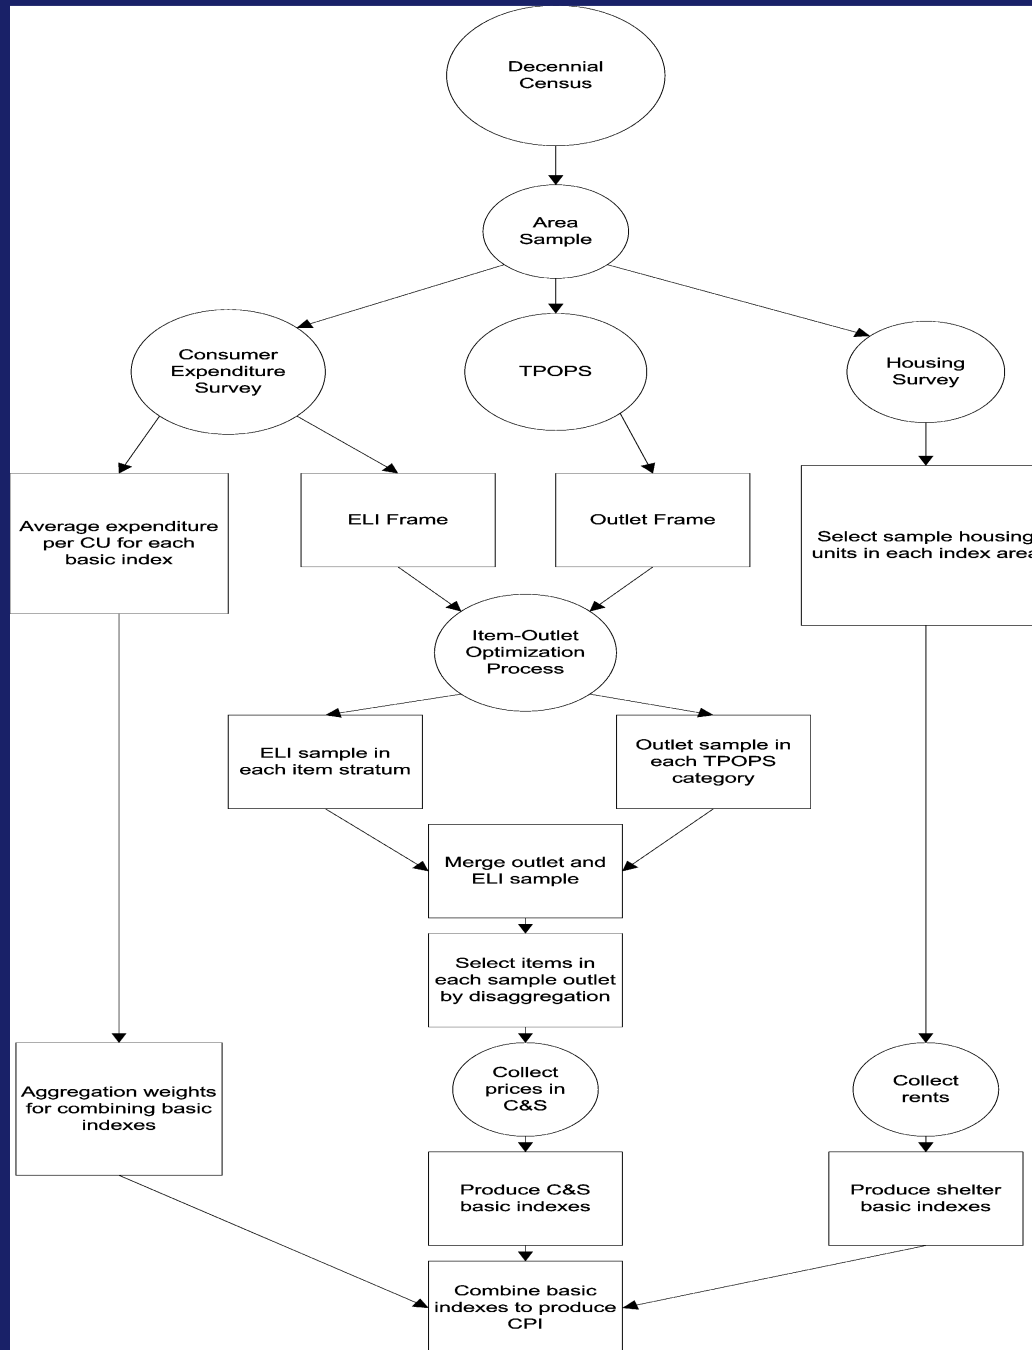 Decennial
Census
Area
Sample
Consumer
Expenditure
Survey
TPOPS
Housing
Survey
Average expenditure
per CU for each
basic index
ELI Frame
Outlet Frame
Select sample housing
units in each index area
Item-Outlet
Optimization
Process
ELI sample in
each item stratum
Outlet sample in
each TPOPS
category
Merge outlet and
ELI sample
Select items in
each sample outlet
by disaggregation
Aggregation weights
for combining basic
indexes
Collect
prices in
C&S
Collect
rents
Produce C&S
basic indexes
Produce shelter
basic indexes
Combine basic
indexes to produce
CPI